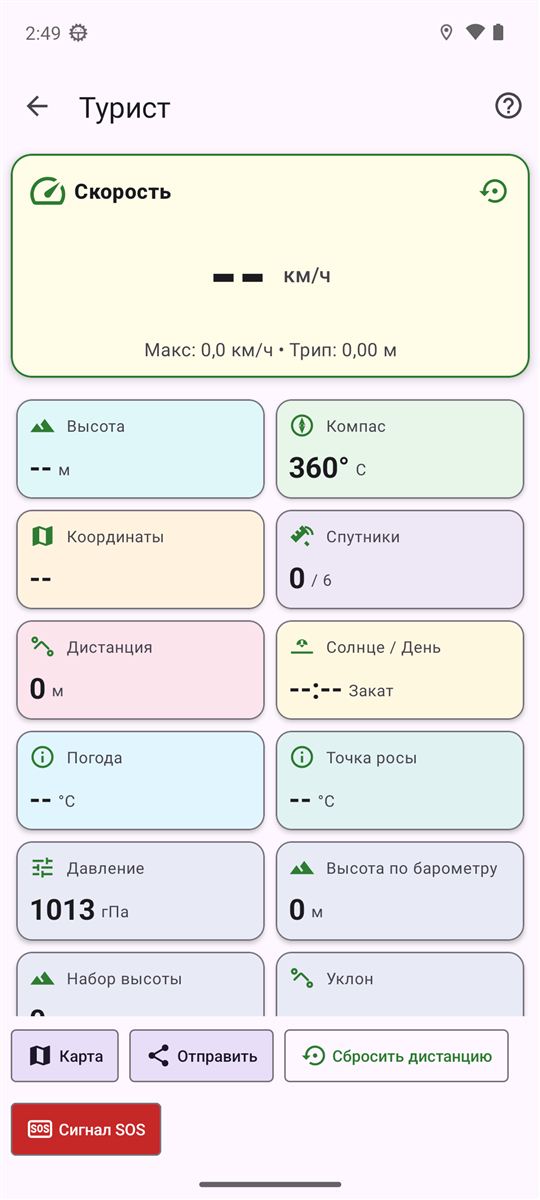 2:49
Турист
Скорость
-- км/ч
Макс: 0,0 км/ч • Трип: 0,00 м
Высота
-- м
Компас
360° С
Координаты
--
Спутники
0 / 6
Дистанция
0 м
Солнце / День
--:-- Закат
Погода
-- °C
Точка росы
-- °C
Давление
1013 гПа
Высота по барометру
0 м
Набор высоты
Уклон
Карта
Отправить
Сбросить дистанцию
SOS Сигнал SOS